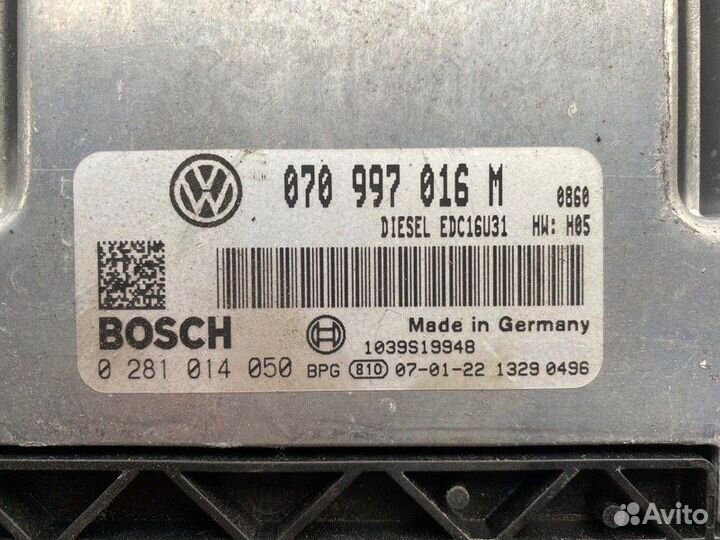 070 997 016 M 0860
DIESEL EDC16U31 HW: H05
BOSCH
Made in Germany
1039S19948
0 281 014 050 BPG 810 07-01-22 1329 0496
Avito